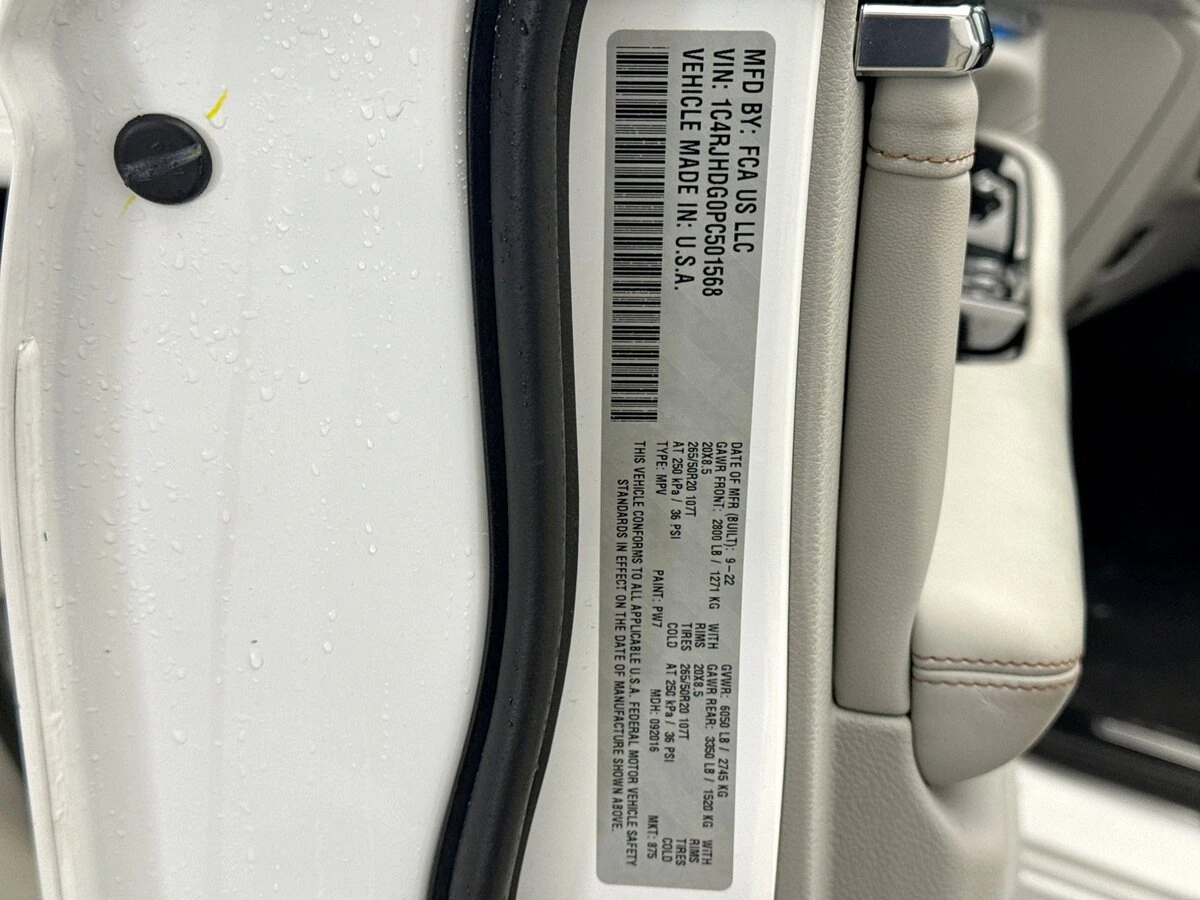 MFD BY: FCA US LLC
VIN: 1C4RJHDG0PC501568
VEHICLE MADE IN: U.S.A.
DATE OF MFR (BUILT): 9-22 GVWR: 6050 LB / 2745 KG
GAWR FRONT: 2800 LB / 1271 KG WITH GAWR REAR: 3350 LB / 1520 KG WITH
20X8.5 RIMS 20X8.5 RIMS
265/50R20 107T TIRES 265/50R20 107T TIRES
AT 250 kPa / 36 PSI COLD AT 250 kPa / 36 PSI COLD
TYPE: MPV PAINT: PW7 MDH: 092016 MKT: 875
THIS VEHICLE CONFORMS TO ALL APPLICABLE U.S.A. FEDERAL MOTOR VEHICLE SAFETY
STANDARDS IN EFFECT ON THE DATE OF MANUFACTURE SHOWN ABOVE.